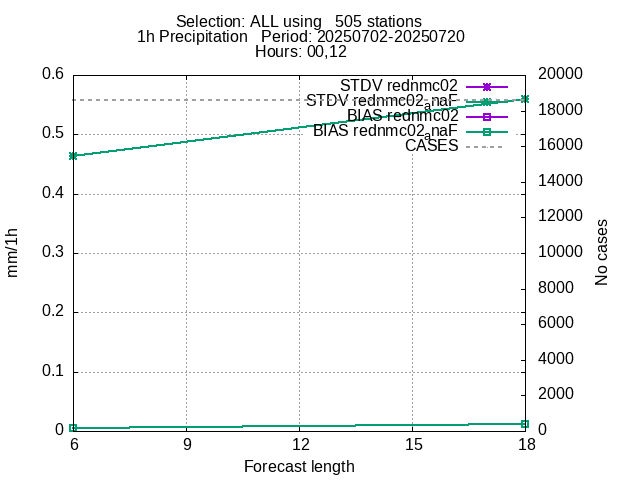 Selection: ALL using 505 stations
1h Precipitation Period: 20250702-20250720
Hours: 00,12
0.6
0.5
0.4
0.3
0.2
0.1
0
mm/1h
20000
18000
16000
14000
12000
10000
8000
6000
4000
2000
0
No cases
STDV rednmc02
STDV rednmc02anaF
BIAS rednmc02
BIAS rednmc02anaF
CASES
6 9 12 15 18
Forecast length